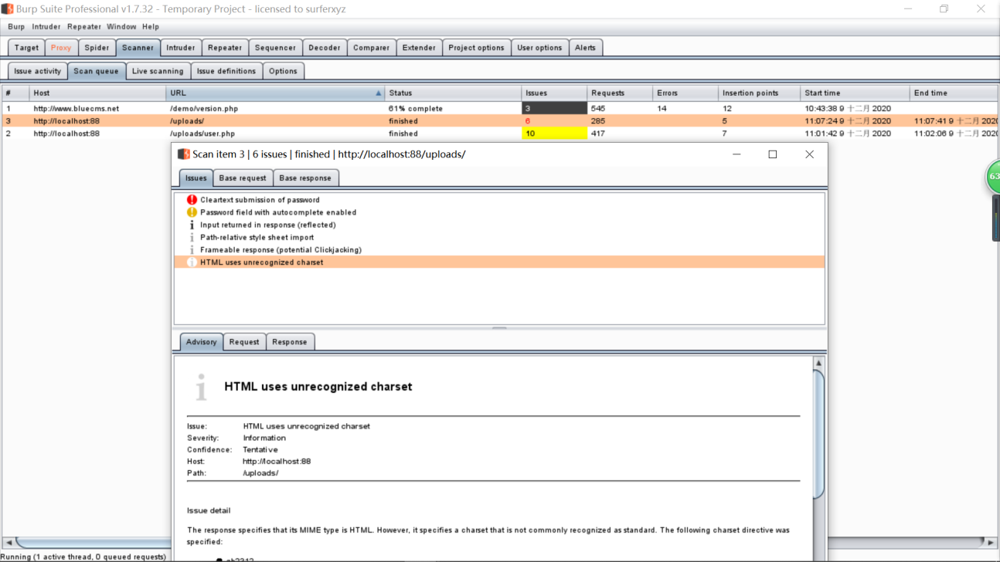 Burp Suite Professional v1.7.32 - Temporary Project - licensed to surferxyz
Burp Intruder Repeater Window Help
Target Proxy Spider Scanner Intruder Repeater Sequencer Decoder Comparer Extender Project options User options Alerts
Issue activity Scan queue Live scanning Issue definitions Options
# Host URL Status Issues Requests Errors Insertion points Start time End time
1 http://www.bluecms.net /demo/version.php 61% complete 3 545 14 12 10:43:38 9 十二月 2020
3 http://localhost:88 /uploads/ finished 6 285 5 11:07:24 9 十二月 2020 11:07:41 9 十二月 2020
2 http://localhost:88 /uploads/user.php finished 10 417 7 11:01:42 9 十二月 2020 11:02:06 9 十二月 2020
Scan item 3 | 6 issues | finished | http://localhost:88/uploads/
63
Issues Base request Base response
Cleartext submission of password
Password field with autocomplete enabled
Input returned in response (reflected)
Path-relative style sheet import
Frameable response (potential Clickjacking)
HTML uses unrecognized charset
Advisory Request Response
HTML uses unrecognized charset
Issue: HTML uses unrecognized charset
Severity: Information
Confidence: Tentative
Host: http://localhost:88
Path: /uploads/
Issue detail
The response specifies that its MIME type is HTML. However, it specifies a charset that is not commonly recognized as standard. The following charset directive was
specified:
gb2312
Running (1 active thread, 0 queued requests)